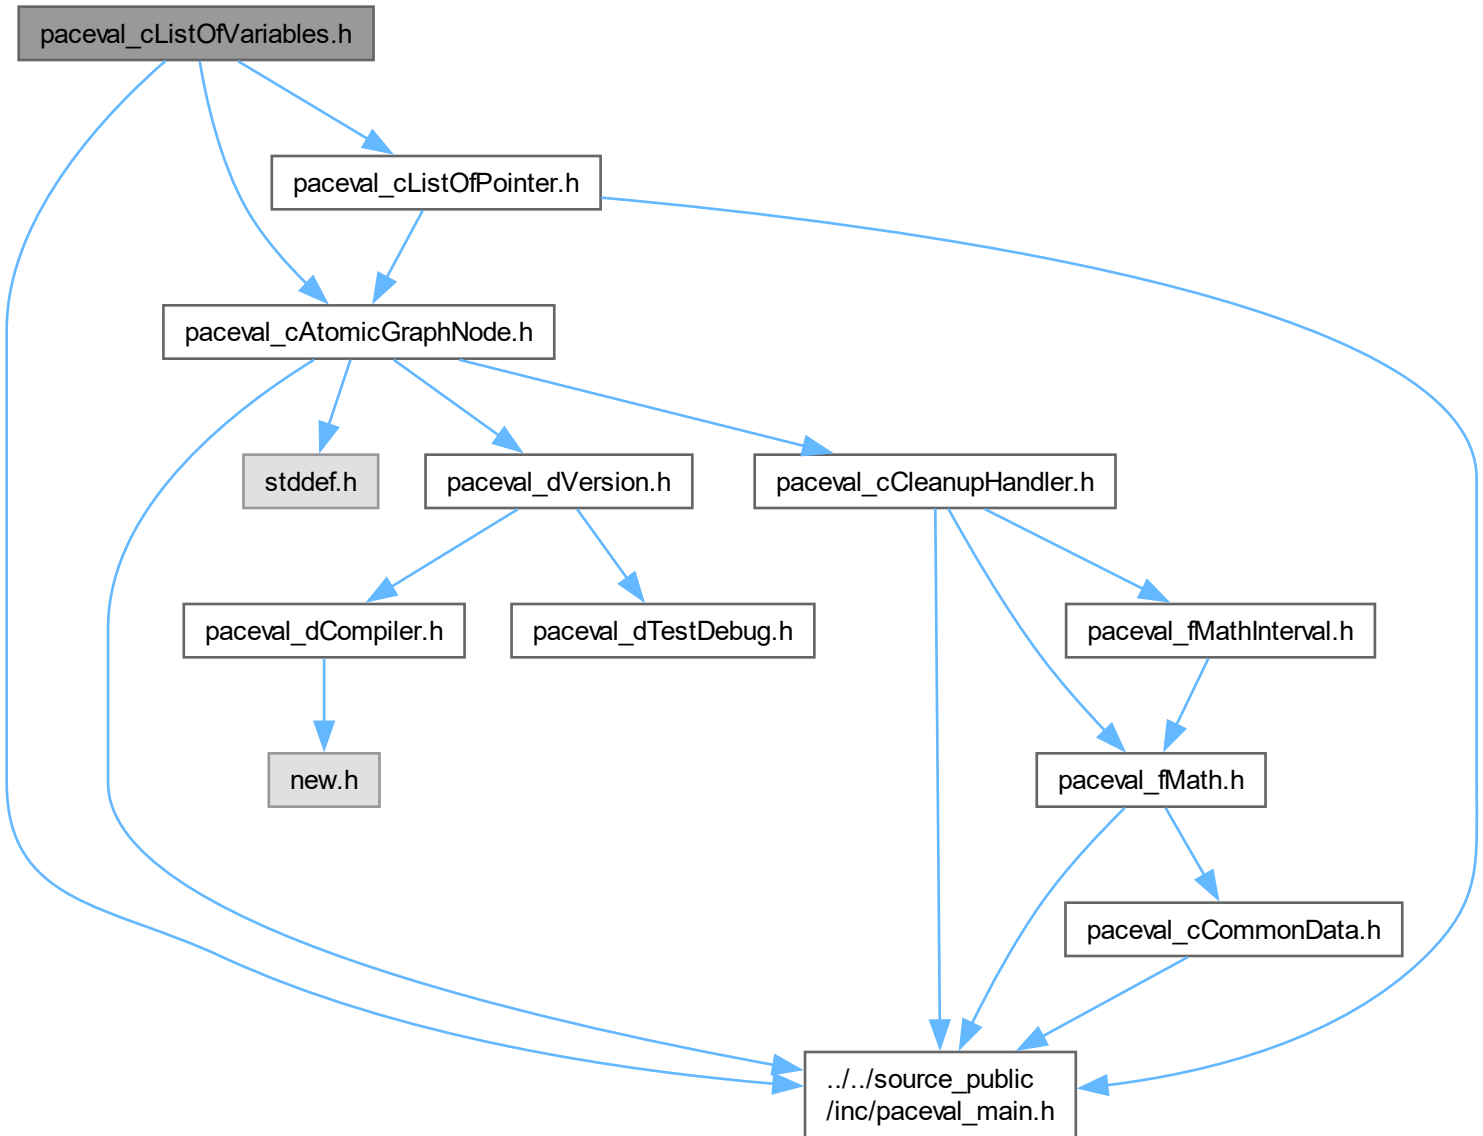 paceval_cListOfVariables.h
paceval_cListOfPointer.h
paceval_cAtomicGraphNode.h
stddef.h
paceval_dVersion.h
paceval_cCleanupHandler.h
paceval_dCompiler.h
paceval_dTestDebug.h
paceval_fMathInterval.h
new.h
paceval_fMath.h
paceval_cCommonData.h
../../source_public
/inc/paceval_main.h